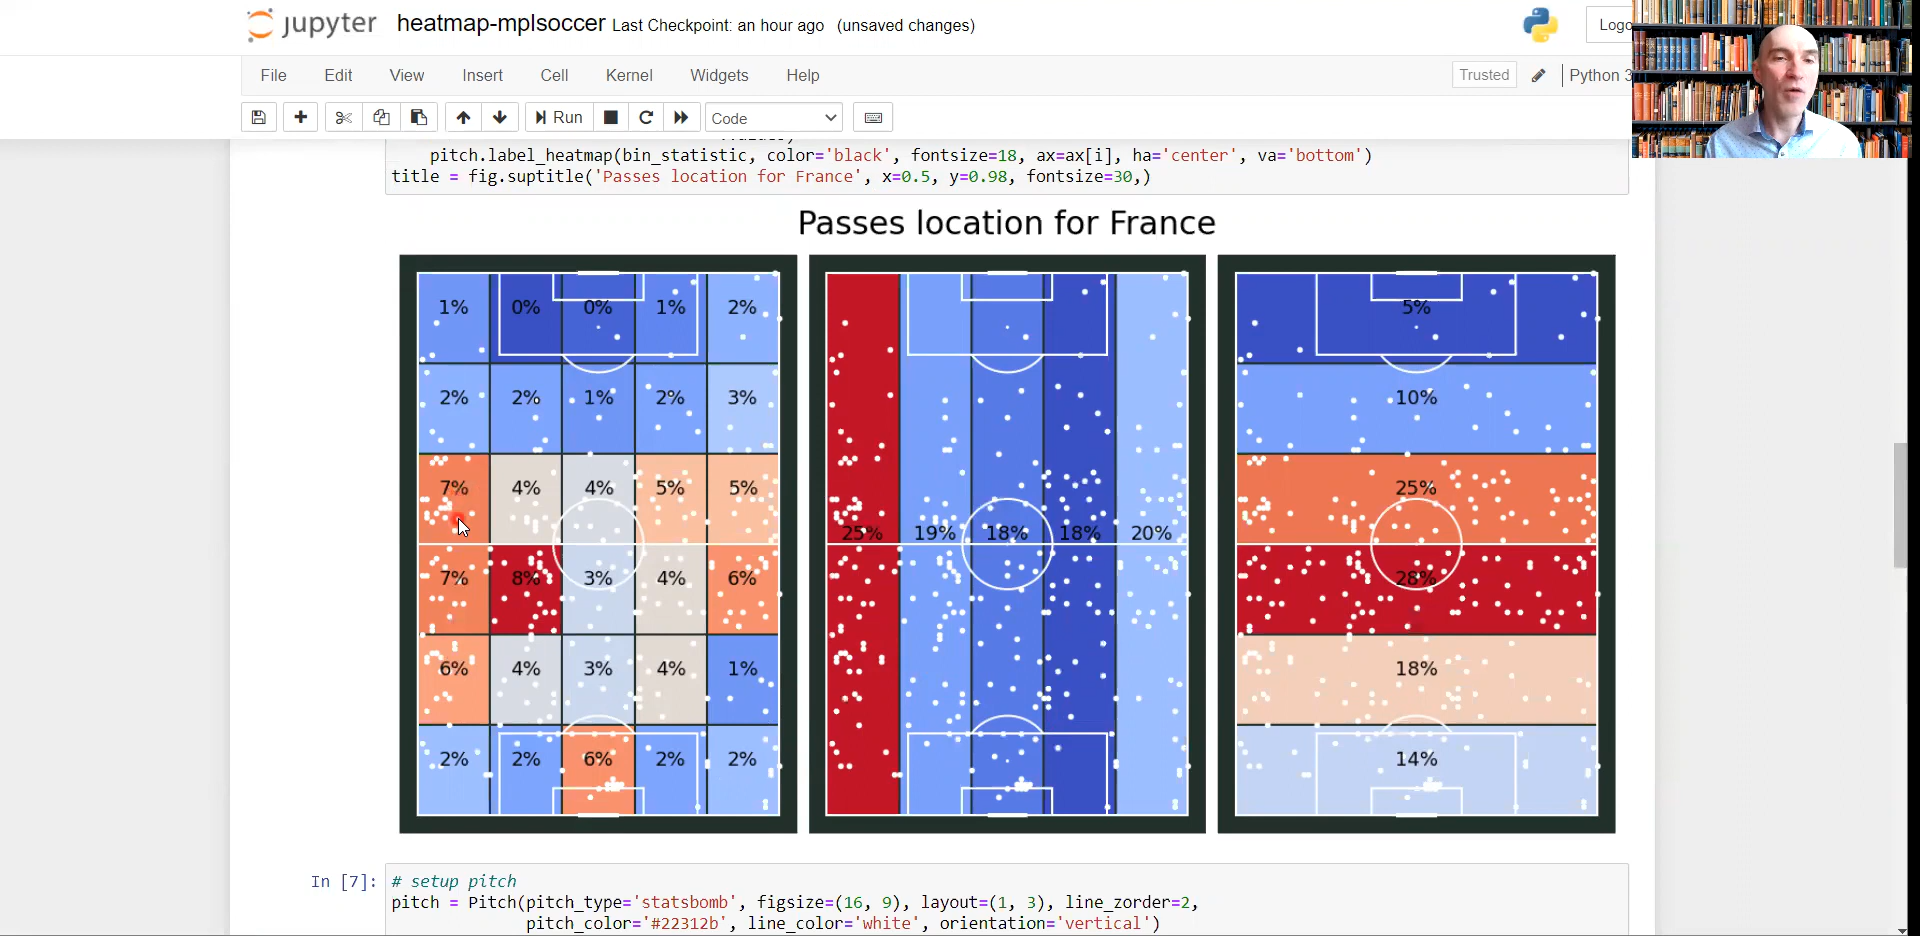 jupyter heatmap-mplsoccer Last Checkpoint: an hour ago (unsaved changes)
File Edit View Insert Cell Kernel Widgets Help Trusted Python 3
Run Code
pitch.label_heatmap(bin_statistic, color='black', fontsize=18, ax=ax[i], ha='center', va='bottom')
title = fig.suptitle('Passes location for France', x=0.5, y=0.98, fontsize=30,)
Passes location for France
1% 0% 0% 1% 2%
2% 2% 1% 2% 3%
7% 4% 4% 5% 5%
7% 8% 3% 4% 6%
6% 4% 3% 4% 1%
2% 2% 6% 2% 2%
25% 19% 18% 18% 20%
5%
10%
25%
28%
18%
14%
In [7]: # setup pitch
pitch = Pitch(pitch_type='statsbomb', figsize=(16, 9), layout=(1, 3), line_zorder=2,
pitch_color='#22312b', line_color='white', orientation='vertical')